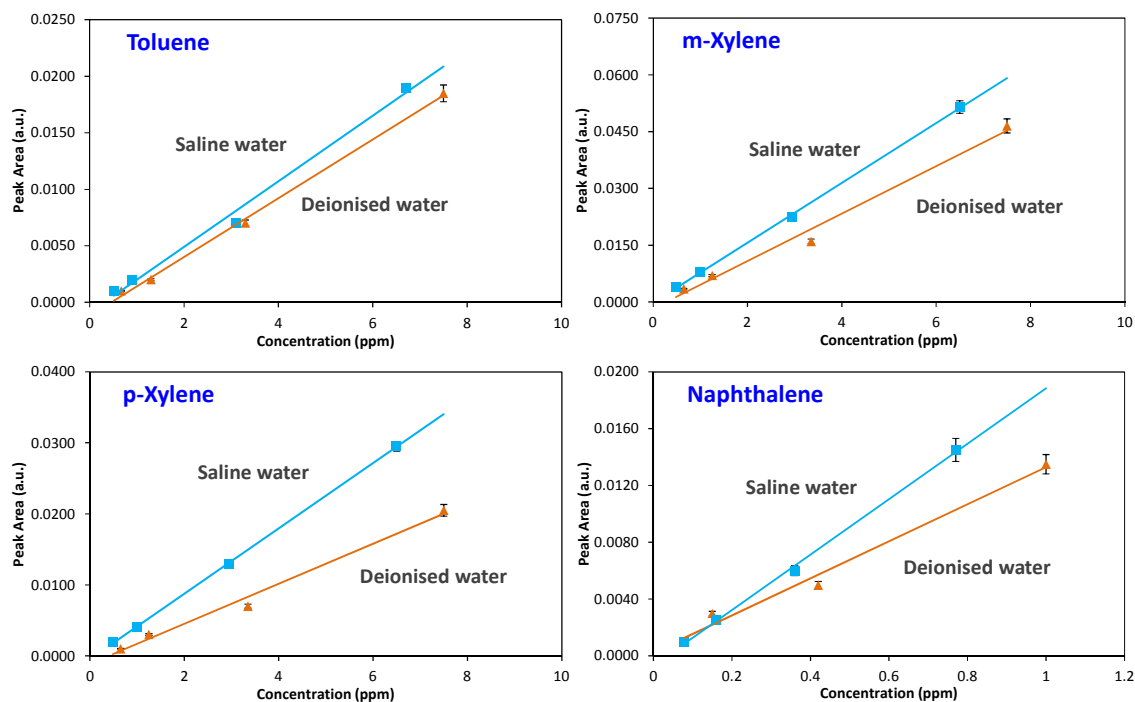 Toluene
Peak Area (a.u.)
0.0250
0.0200
0.0150
0.0100
0.0050
0.0000
Saline water
Deionised water
0 2 4 6 8 10
Concentration (ppm)
m-Xylene
Peak Area (a.u.)
0.0750
0.0600
0.0450
0.0300
0.0150
0.0000
Saline water
Deionised water
0 2 4 6 8 10
Concentration (ppm)
p-Xylene
Peak Area (a.u.)
0.0400
0.0300
0.0200
0.0100
0.0000
Saline water
Deionised water
0 2 4 6 8 10
Concentration (ppm)
Naphthalene
Peak Area (a.u.)
0.0200
0.0160
0.0120
0.0080
0.0040
0.0000
Saline water
Deionised water
0 0.2 0.4 0.6 0.8 1 1.2
Concentration (ppm)